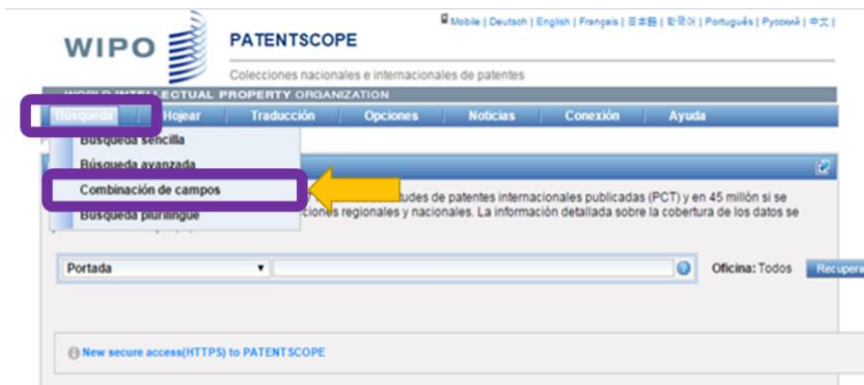 Mobile | Deutsch | English | Français | 日本語 | 한국어 | Português | Русский | 中文 |
WIPO
PATENTSCOPE
Colecciones nacionales e internacionales de patentes
WORLD INTELLECTUAL PROPERTY ORGANIZATION
Búsqueda Hojear Traducción Opciones Noticias Conexión Ayuda
Búsqueda sencilla
Búsqueda avanzada
Combinación de campos
de patentes internacionales publicadas (PCT) y en 45 millón si se
Búsqueda plurilingüe
regionales y nacionales. La información detallada sobre la cobertura de los datos se
Portada
Oficina: Todos
Recupera
New secure access(HTTPS) to PATENTSCOPE